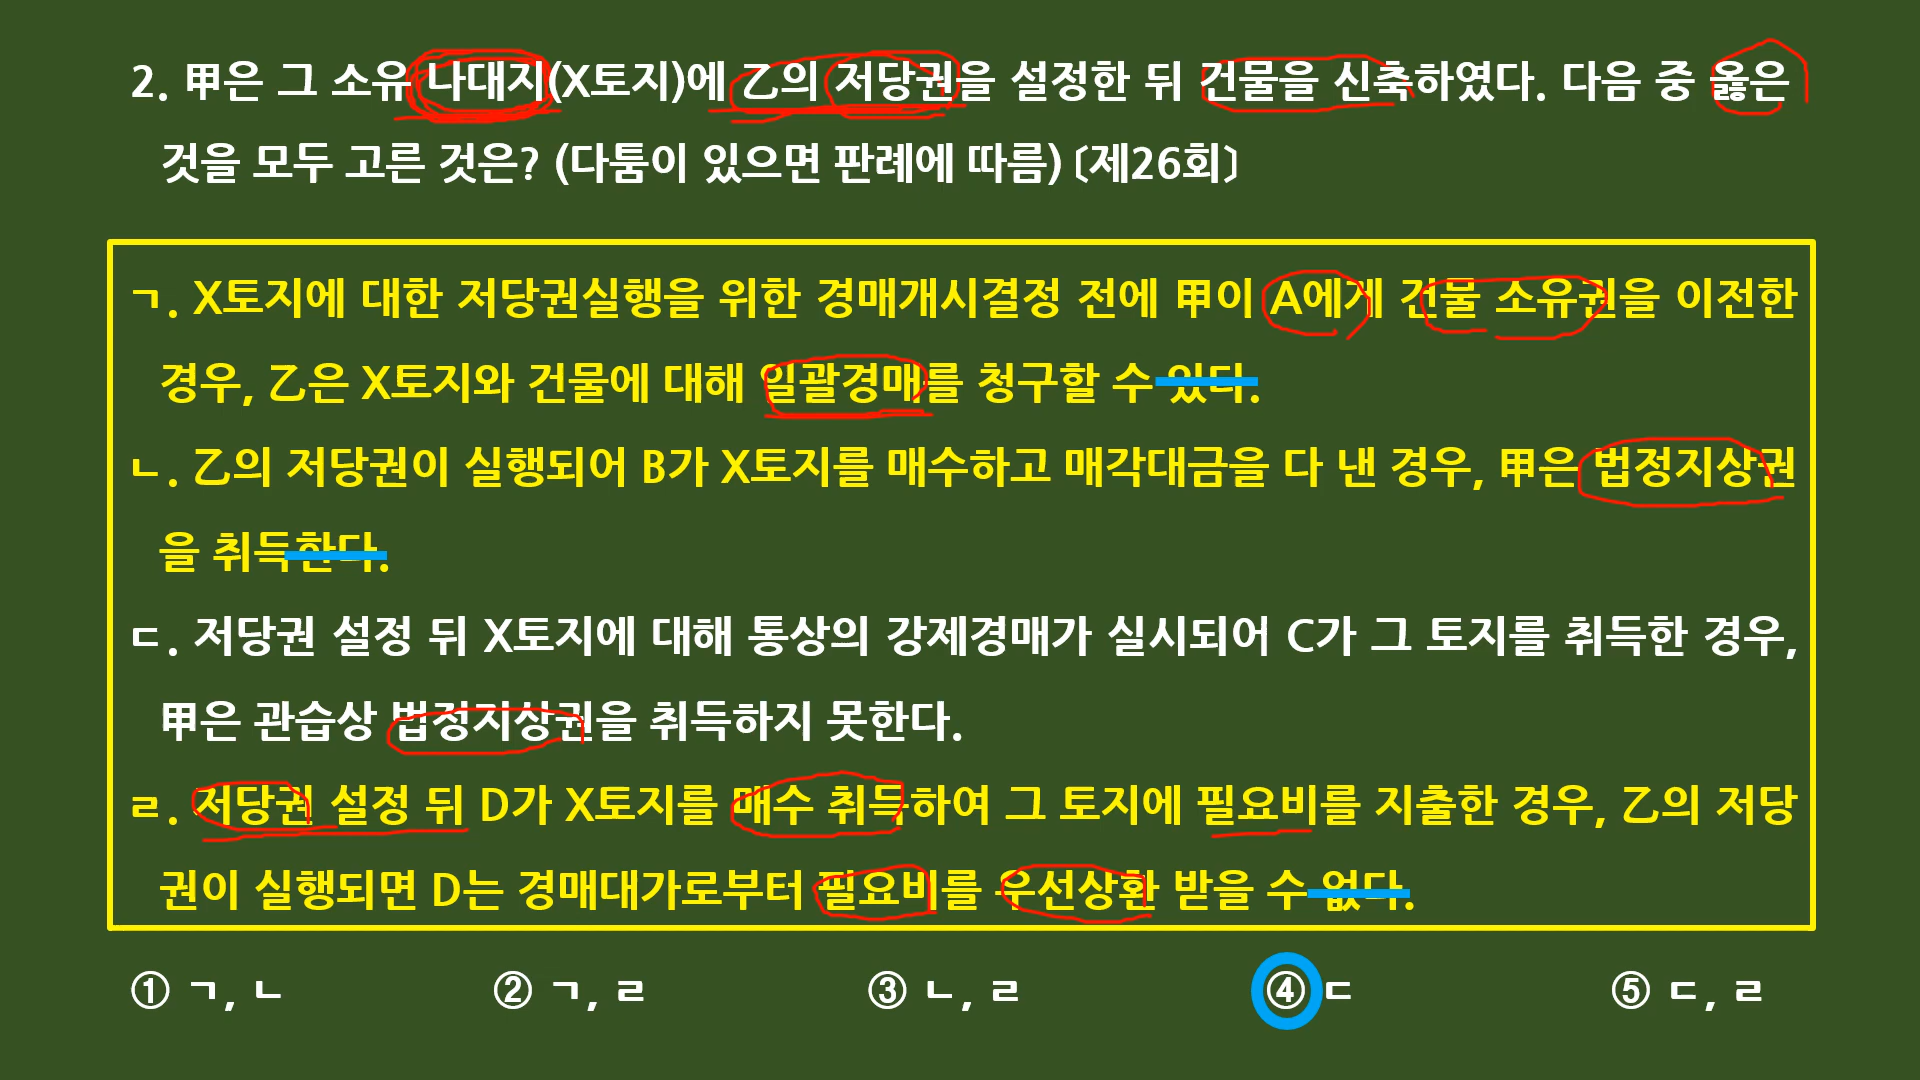 2. 甲은 그 소유 나대지(X토지)에 乙의 저당권을 설정한 뒤 건물을 신축하였다. 다음 중 옳은
것을 모두 고른 것은? (다툼이 있으면 판례에 따름) 〔제26회〕
ㄱ. X토지에 대한 저당권실행을 위한 경매개시결정 전에 甲이 A에게 건물 소유권을 이전한
경우, 乙은 X토지와 건물에 대해 일괄경매를 청구할 수 있다.
ㄴ. 乙의 저당권이 실행되어 B가 X토지를 매수하고 매각대금을 다 낸 경우, 甲은 법정지상권
을 취득한다.
ㄷ. 저당권 설정 뒤 X토지에 대해 통상의 강제경매가 실시되어 C가 그 토지를 취득한 경우,
甲은 관습상 법정지상권을 취득하지 못한다.
ㄹ. 저당권 설정 뒤 D가 X토지를 매수 취득하여 그 토지에 필요비를 지출한 경우, 乙의 저당
권이 실행되면 D는 경매대가로부터 필요비를 우선상환 받을 수 없다.
① ㄱ, ㄴ ② ㄱ, ㄹ ③ ㄴ, ㄹ ④ ㄷ ⑤ ㄷ, ㄹ